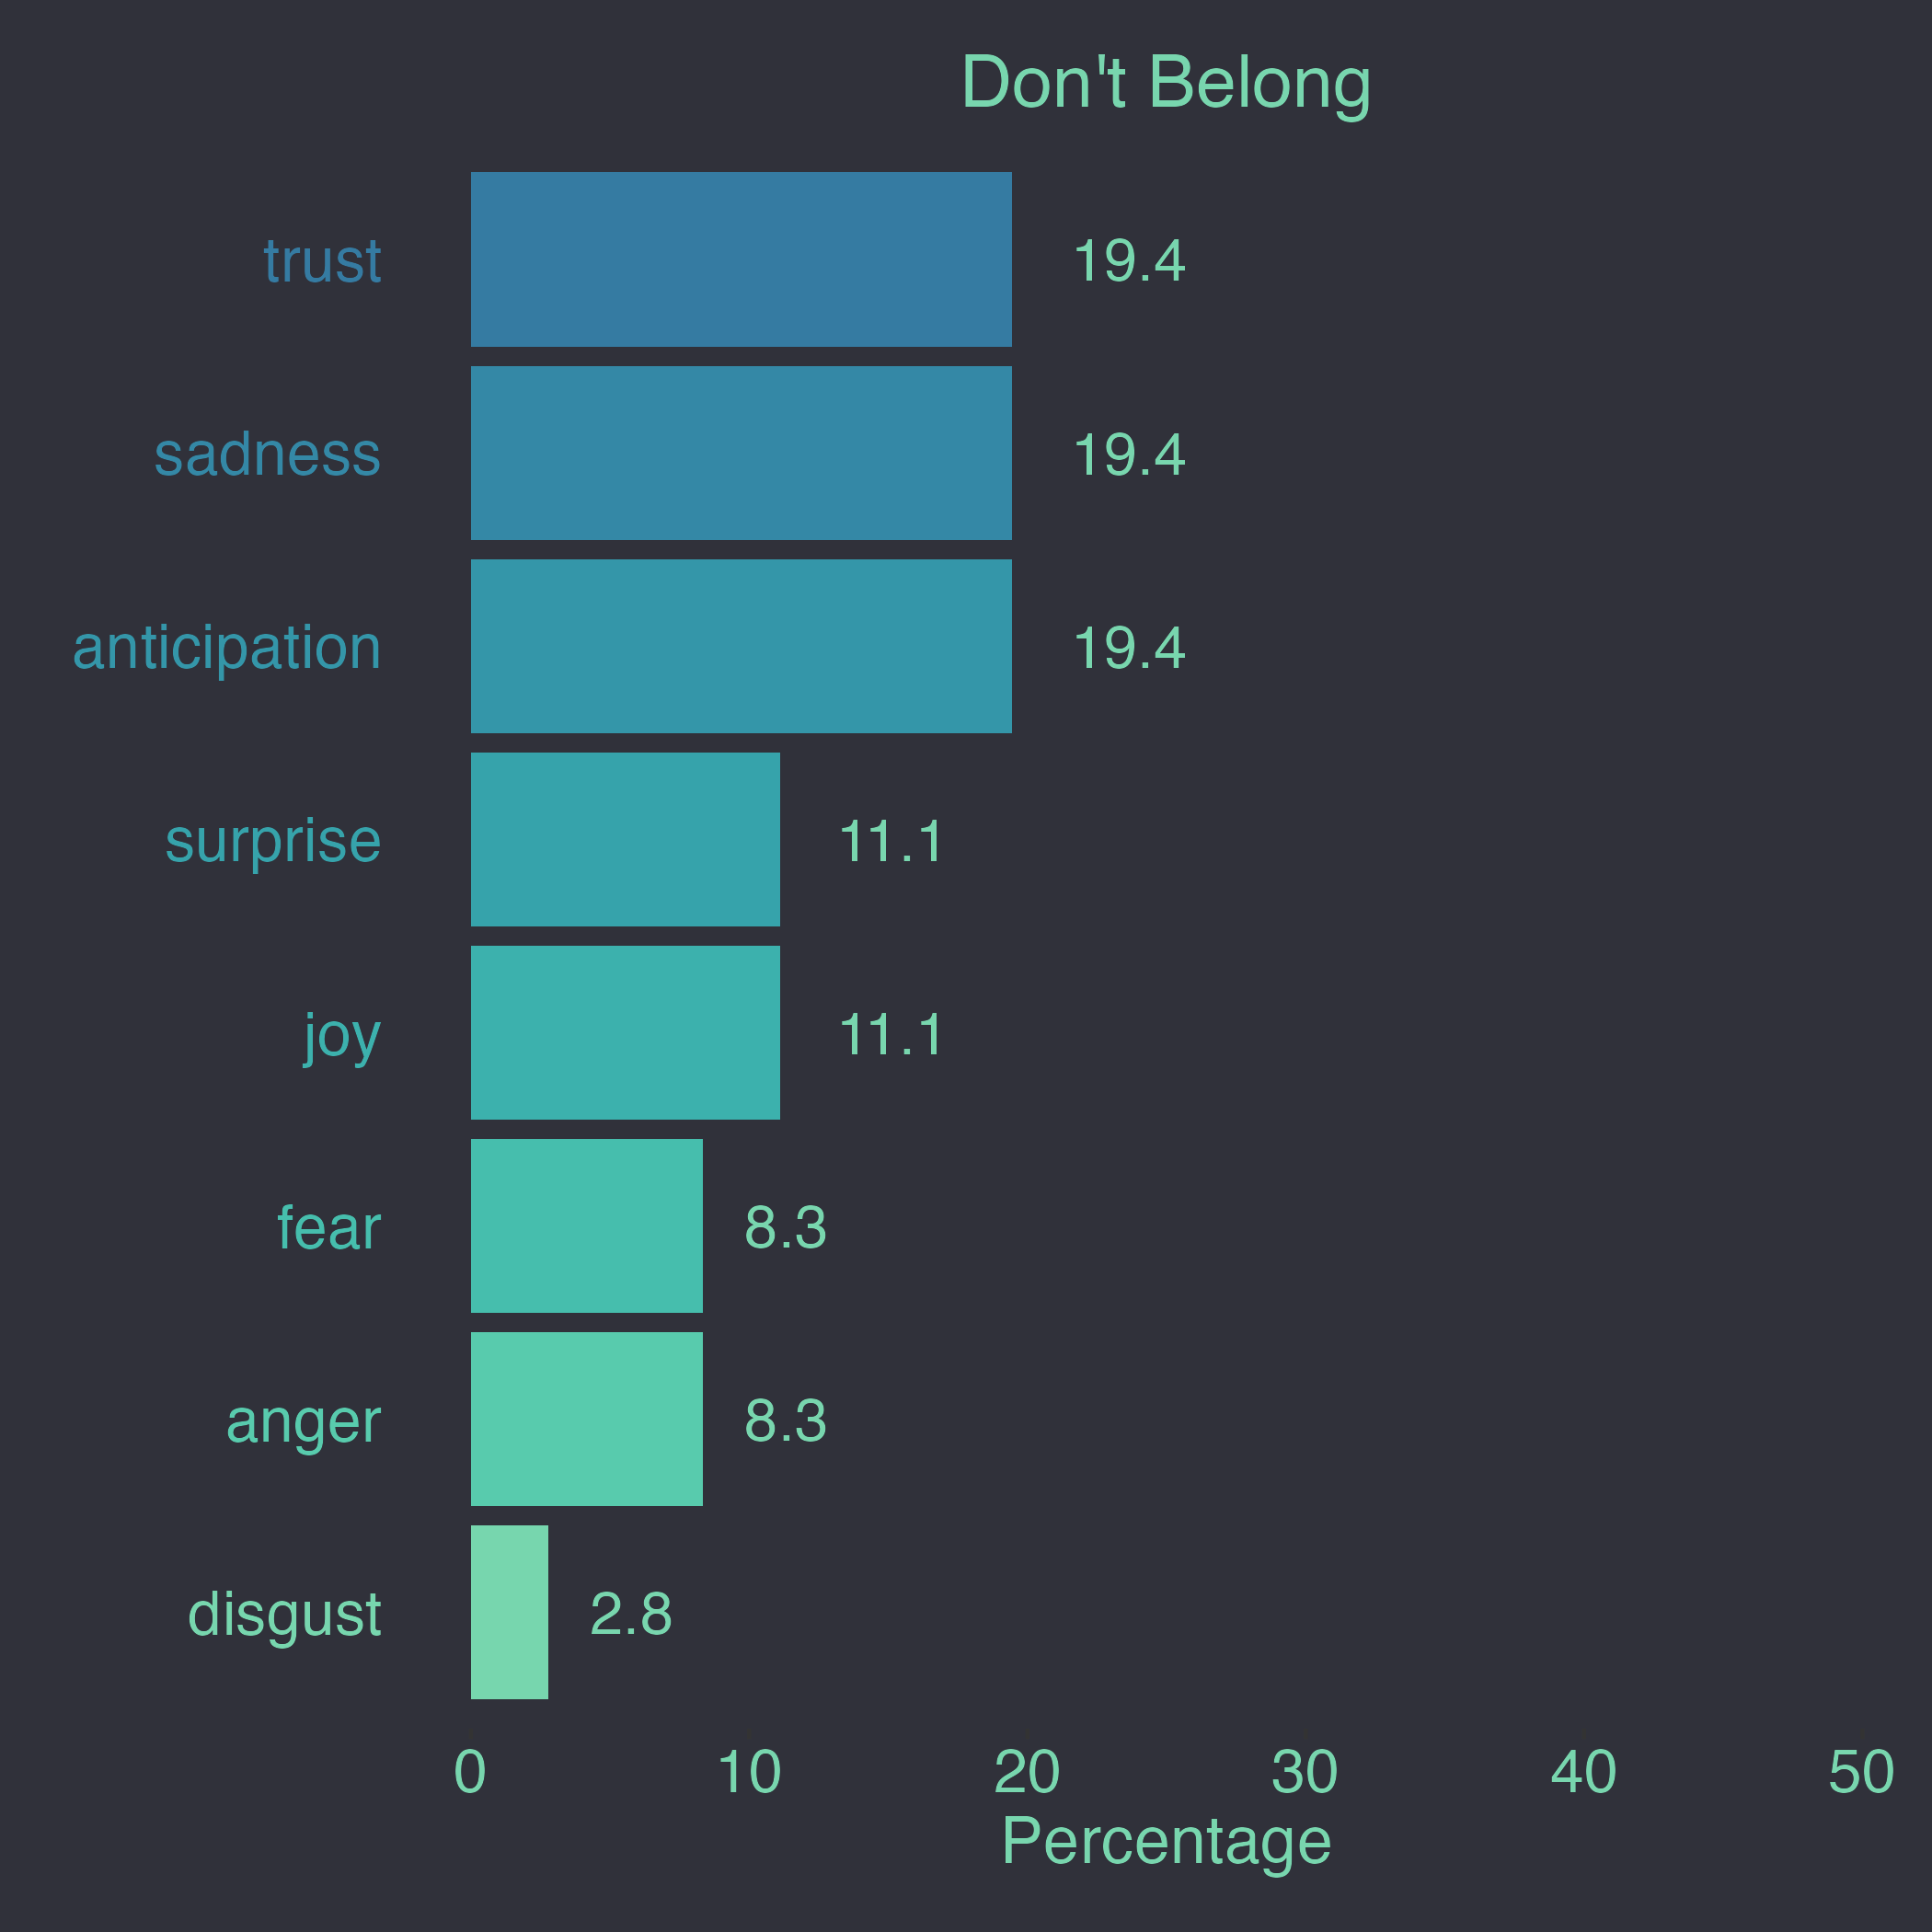 Don't Belong
trust 19.4
sadness 19.4
anticipation 19.4
surprise 11.1
joy 11.1
fear 8.3
anger 8.3
disgust 2.8
0 10 20 30 40 50
Percentage